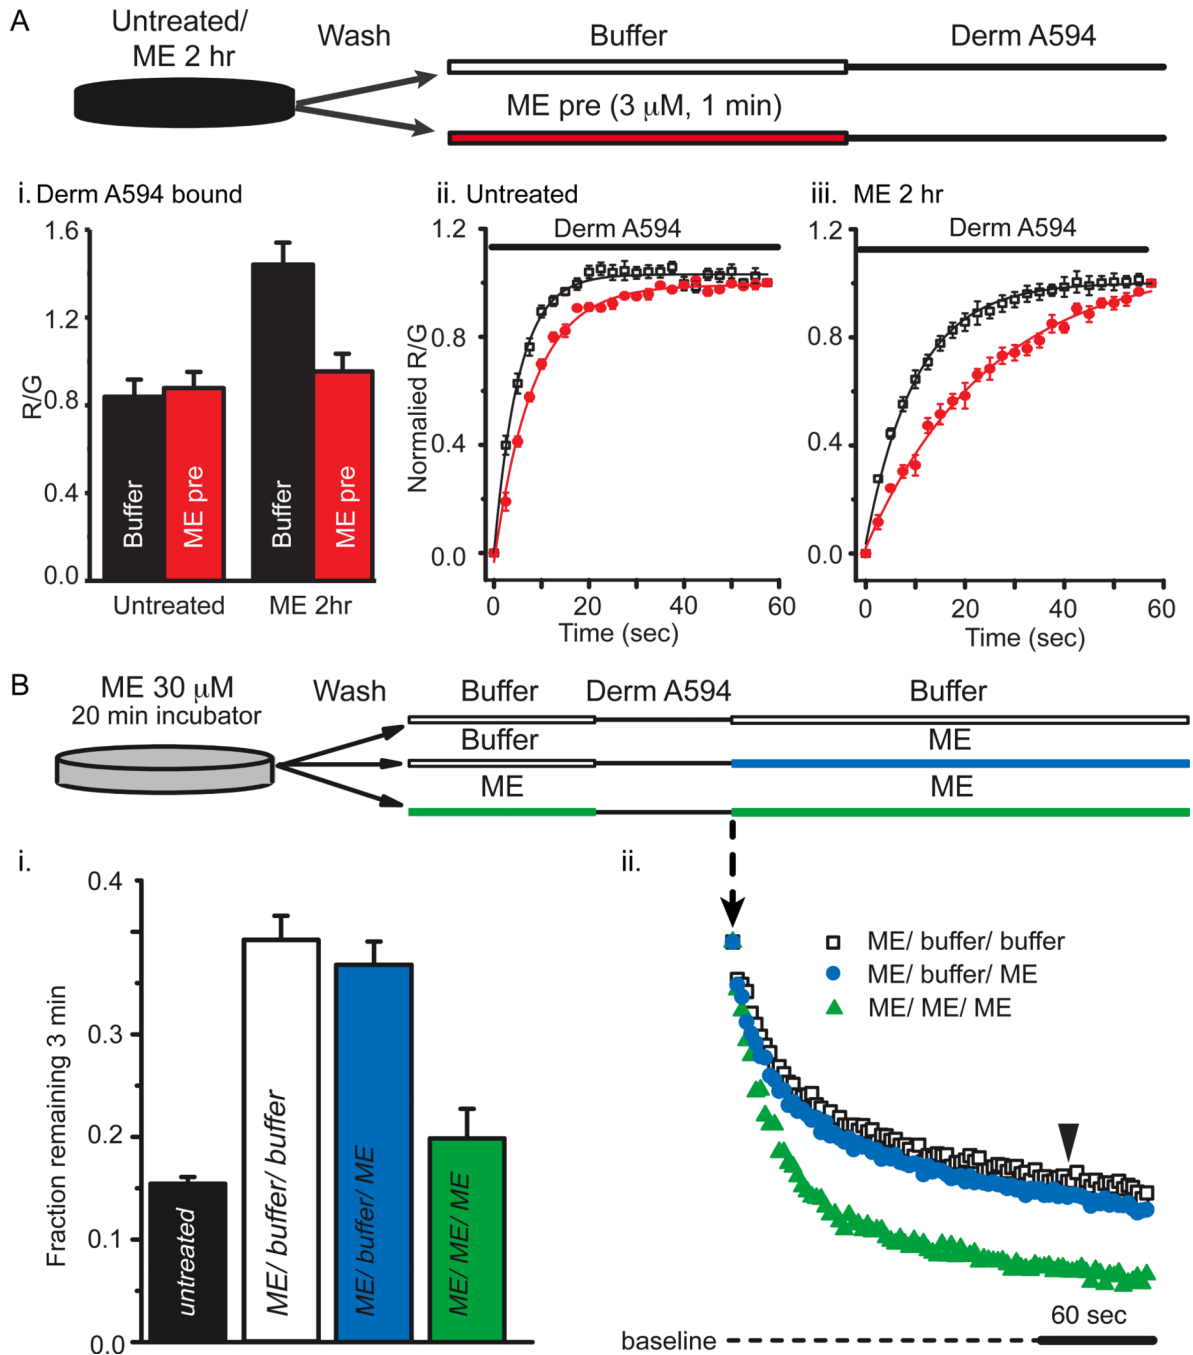 A
Untreated/
ME 2 hr
Wash
Buffer
Derm A594
ME pre (3 μM, 1 min)
i. Derm A594 bound
1.6
1.2
0.8
0.4
0.0
R/G
Buffer
ME pre
Buffer
ME pre
Untreated
ME 2hr
ii. Untreated
Derm A594
1.2
0.8
0.4
0.0
Normalied R/G
0 20 40 60
Time (sec)
iii. ME 2 hr
Derm A594
1.2
0.8
0.4
0.0
0 20 40 60
Time (sec)
B
ME 30 μM
20 min incubator
Wash
Buffer Derm A594 Buffer
Buffer ME
ME ME
i.
0.4
0.3
0.2
0.1
0.0
Fraction remaining 3 min
untreated
ME/ buffer/ buffer
ME/ buffer/ ME
ME/ ME/ ME
ii.
ME/ buffer/ buffer
ME/ buffer/ ME
ME/ ME/ ME
60 sec
baseline